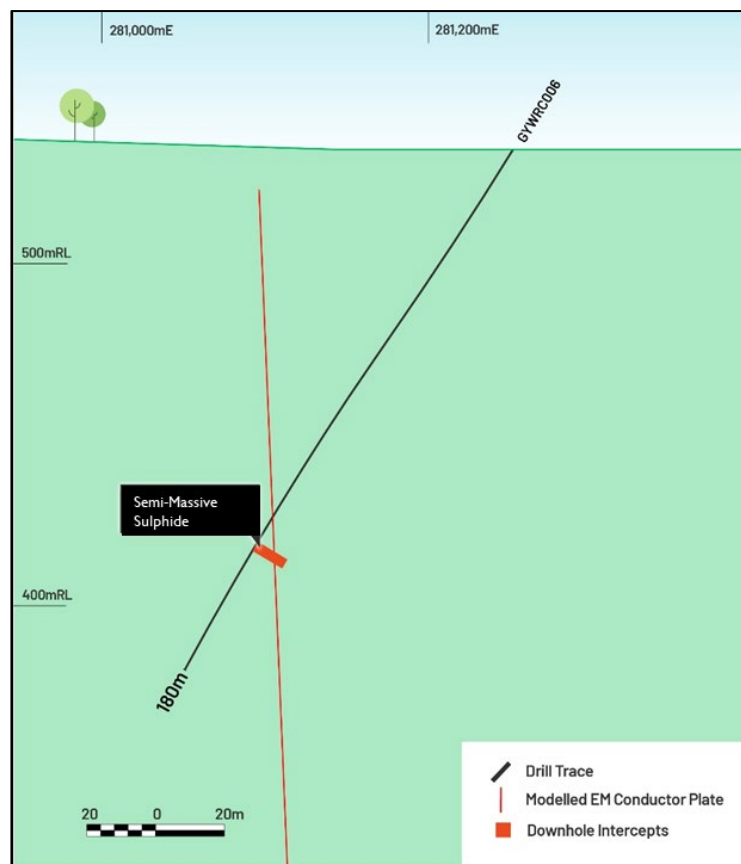 281,000mE
281,200mE
GYWRC006
500mRL
Semi-Massive
Sulphide
400mRL
180m
20 0 20m
Drill Trace
Modelled EM Conductor Plate
Downhole Intercepts